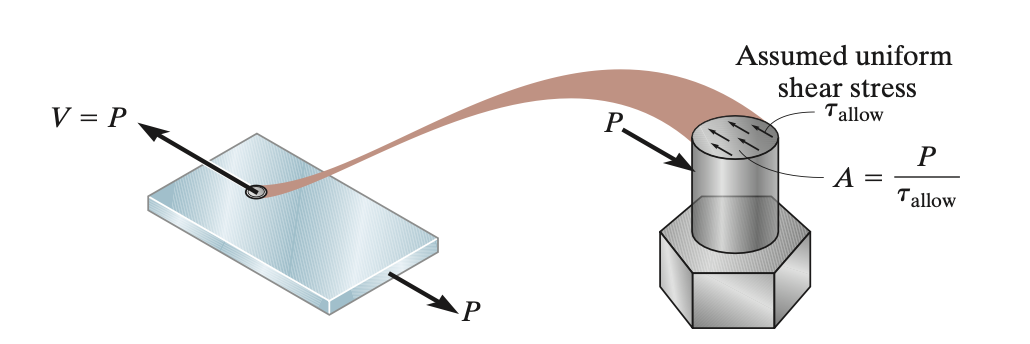 Assumed uniform
shear stress
τallow
V = P
P
A = P / τallow
P